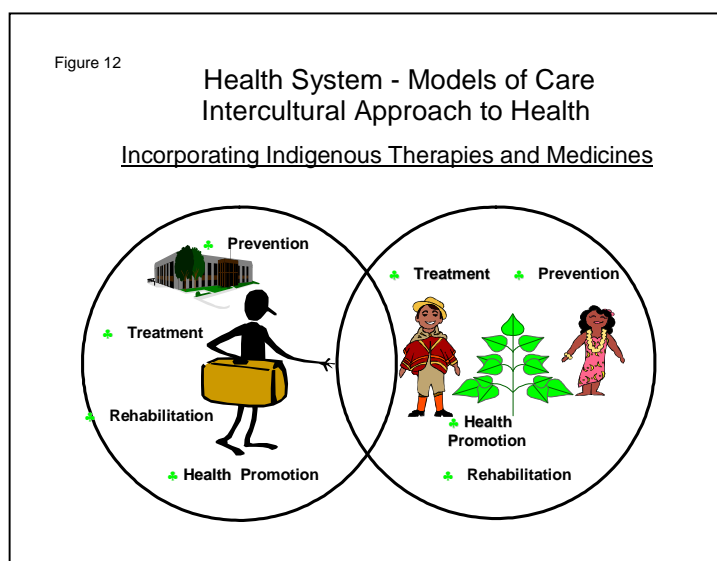 Figure 12
Health System - Models of Care
Intercultural Approach to Health
Incorporating Indigenous Therapies and Medicines
Prevention
Treatment
Rehabilitation
Health Promotion
Treatment
Prevention
Health
Promotion
Rehabilitation